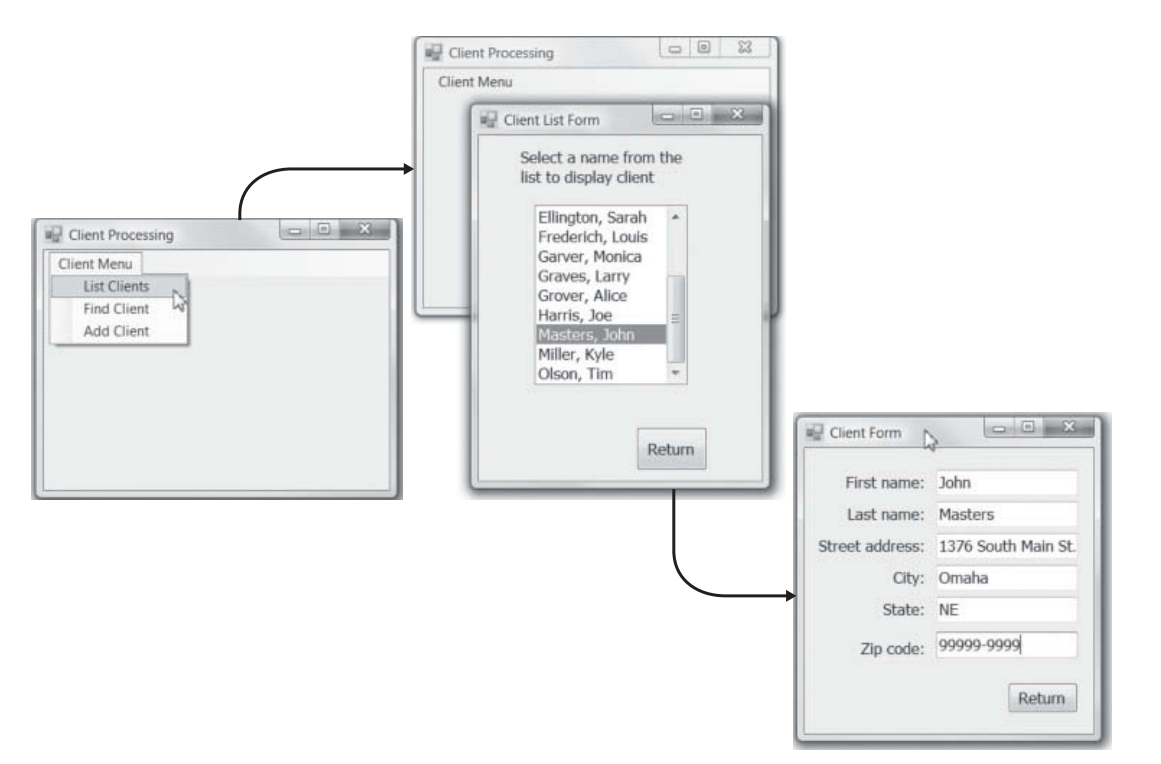 Client Processing
Client Menu
List Clients
Find Client
Add Client
Client Processing
Client Menu
Client List Form
Select a name from the
list to display client
Ellington, Sarah
Frederich, Louis
Garver, Monica
Graves, Larry
Grover, Alice
Harris, Joe
Masters, John
Miller, Kyle
Olson, Tim
Return
Client Form
First name: John
Last name: Masters
Street address: 1376 South Main St.
City: Omaha
State: NE
Zip code: 99999-9999
Return